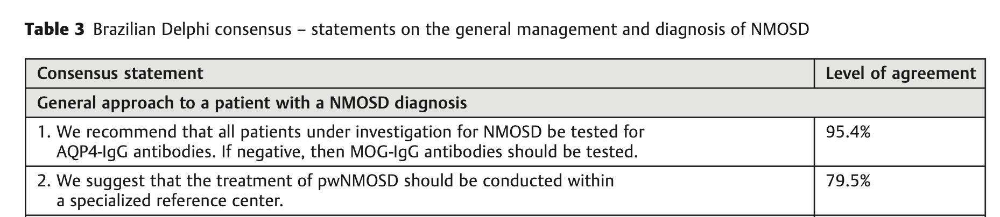 Table 3 Brazilian Delphi consensus – statements on the general management and diagnosis of NMOSD
Consensus statement Level of agreement
General approach to a patient with a NMOSD diagnosis
1. We recommend that all patients under investigation for NMOSD be tested for 95.4%
AQP4-IgG antibodies. If negative, then MOG-IgG antibodies should be tested.
2. We suggest that the treatment of pwNMOSD should be conducted within 79.5%
a specialized reference center.